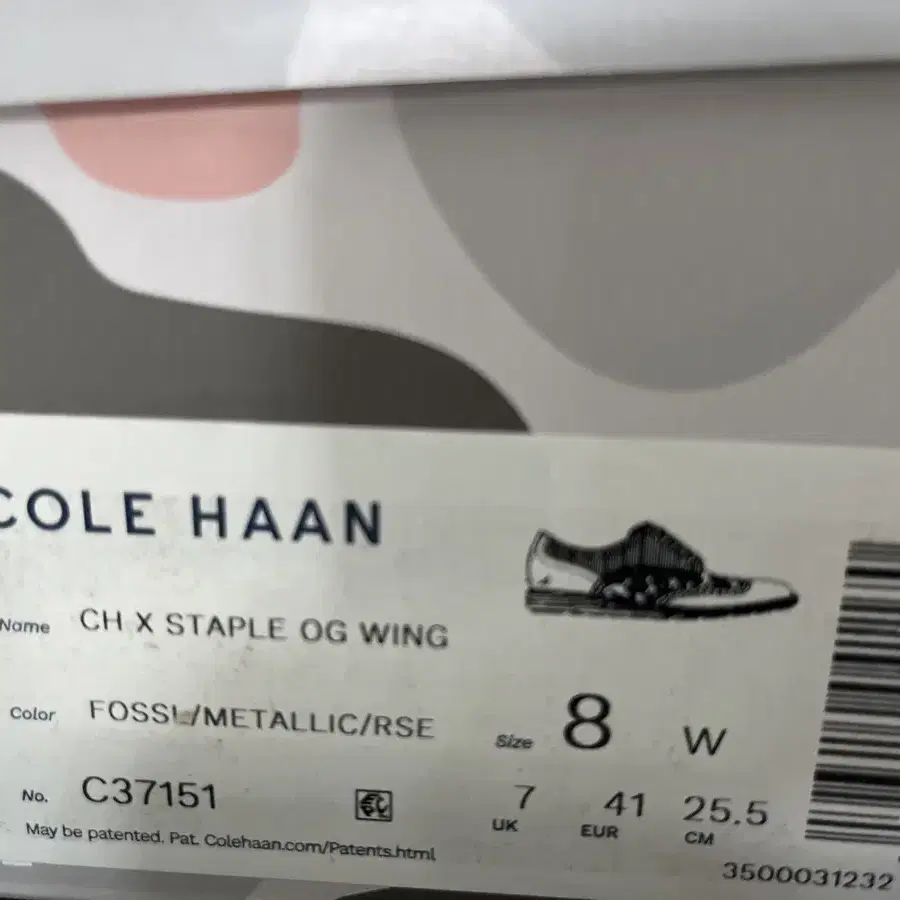 COLE HAAN
Name CH X STAPLE OG WING
Color FOSSL/METALLIC/RSE
Size 8 W
No. C37151
7 41 25.5
UK EUR CM
May be patented. Pat. Colehaan.com/Patents.html
3500031232